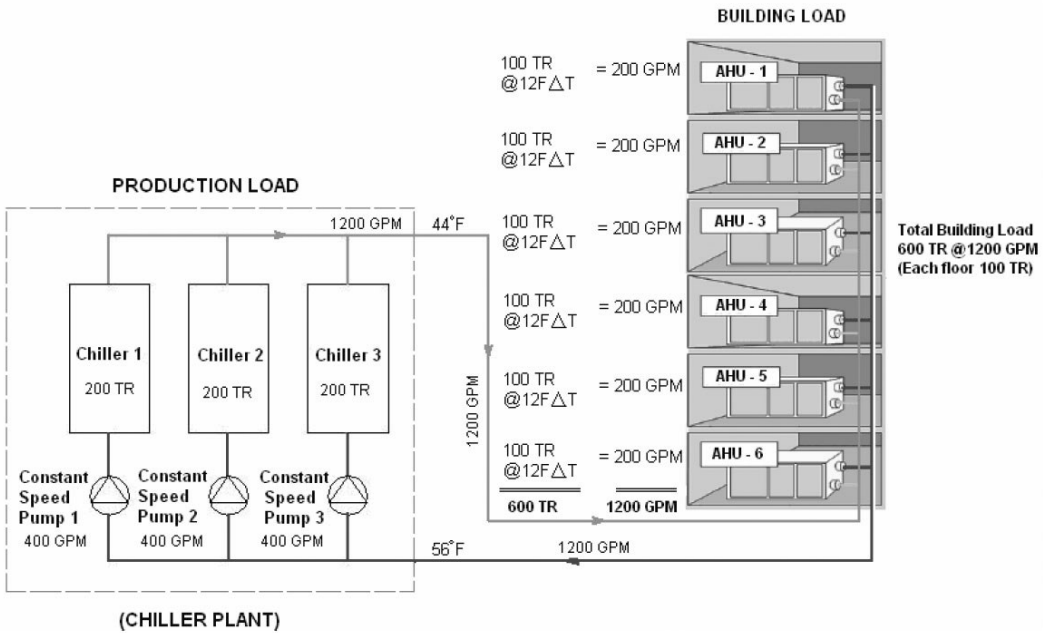 BUILDING LOAD
100 TR
@12F△T
= 200 GPM
AHU - 1
100 TR
@12F△T
= 200 GPM
AHU - 2
PRODUCTION LOAD
1200 GPM
44°F
100 TR
@12F△T
= 200 GPM
AHU - 3
Total Building Load
600 TR @1200 GPM
(Each floor 100 TR)
100 TR
@12F△T
= 200 GPM
AHU - 4
Chiller 1
200 TR
Chiller 2
200 TR
Chiller 3
200 TR
1200 GPM
100 TR
@12F△T
= 200 GPM
AHU - 5
100 TR
@12F△T
= 200 GPM
AHU - 6
600 TR
1200 GPM
Constant
Speed
Pump 1
400 GPM
Constant
Speed
Pump 2
400 GPM
Constant
Speed
Pump 3
400 GPM
56°F
1200 GPM
(CHILLER PLANT)